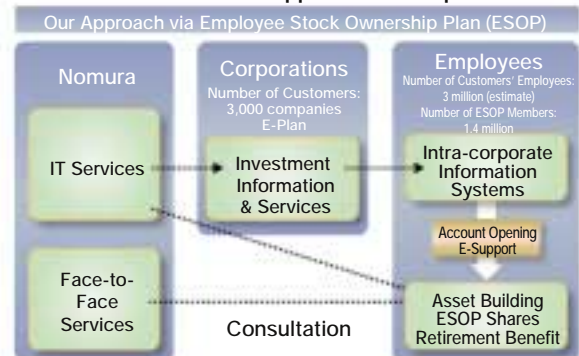 Our Approach via Employee Stock Ownership Plan (ESOP)
Nomura
IT Services
Face-to-
Face
Services
Corporations
Number of Customers:
3,000 companies
E-Plan
Investment
Information
& Services
Consultation
Employees
Number of Customers' Employees:
3 million (estimate)
Number of ESOP Members:
1.4 million
Intra-corporate
Information
Systems
Account Opening
E-Support
Asset Building
ESOP Shares
Retirement Benefit